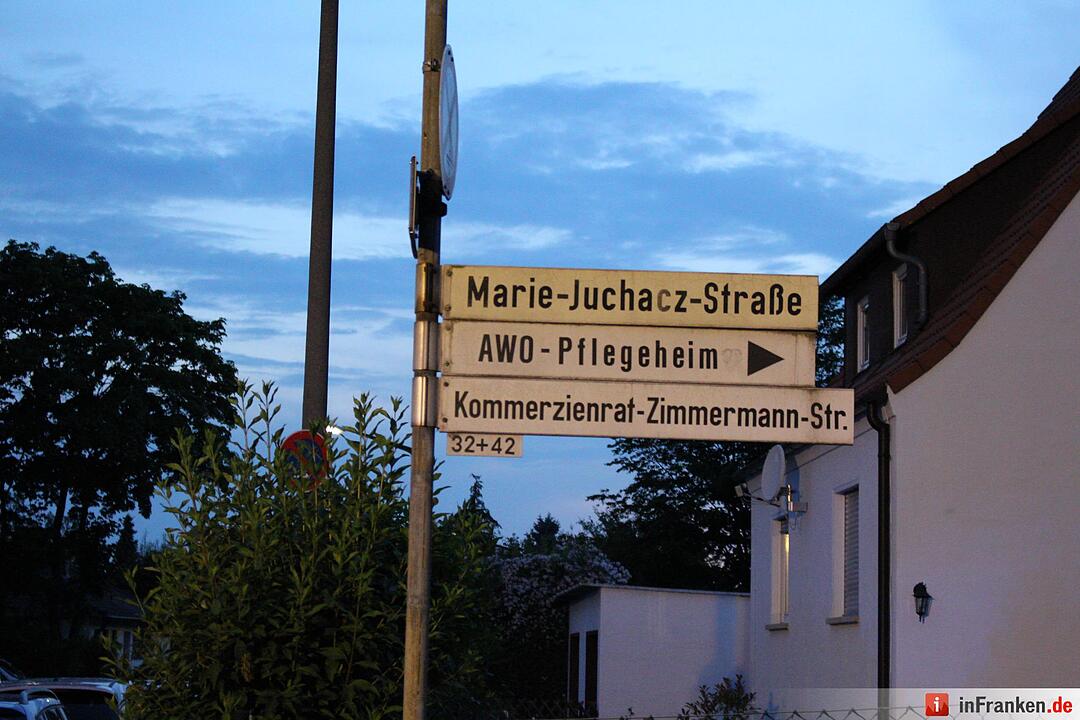 Marie-Juchacz-Straße
AWO-Pflegeheim
Kommerzienrat-Zimmermann-Str.
32+42
inFranken.de